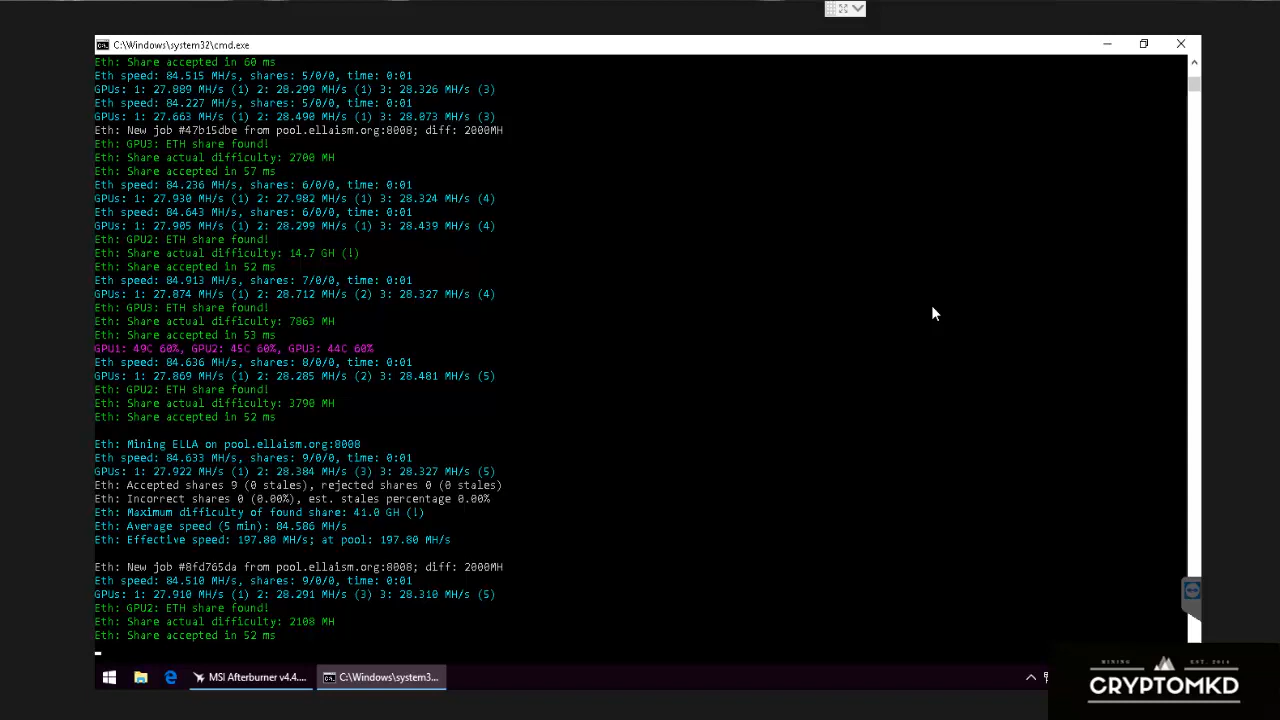 C:\Windows\system32\cmd.exe
Eth: Share accepted in 60 ms
Eth speed: 84.515 MH/s, shares: 5/0/0, time: 0:01
GPUs: 1: 27.889 MH/s (1) 2: 28.299 MH/s (1) 3: 28.326 MH/s (3)
Eth speed: 84.227 MH/s, shares: 5/0/0, time: 0:01
GPUs: 1: 27.663 MH/s (1) 2: 28.490 MH/s (1) 3: 28.073 MH/s (3)
Eth: New job #47b15dbe from pool.ellaism.org:8008; diff: 2000MH
Eth: GPU3: ETH share found!
Eth: Share actual difficulty: 2700 MH
Eth: Share accepted in 57 ms
Eth speed: 84.236 MH/s, shares: 6/0/0, time: 0:01
GPUs: 1: 27.930 MH/s (1) 2: 27.982 MH/s (1) 3: 28.324 MH/s (4)
Eth speed: 84.643 MH/s, shares: 6/0/0, time: 0:01
GPUs: 1: 27.905 MH/s (1) 2: 28.299 MH/s (1) 3: 28.439 MH/s (4)
Eth: GPU2: ETH share found!
Eth: Share actual difficulty: 14.7 GH (!)
Eth: Share accepted in 52 ms
Eth speed: 84.913 MH/s, shares: 7/0/0, time: 0:01
GPUs: 1: 27.874 MH/s (1) 2: 28.712 MH/s (2) 3: 28.327 MH/s (4)
Eth: GPU3: ETH share found!
Eth: Share actual difficulty: 7863 MH
Eth: Share accepted in 53 ms
GPU1: 49C 60%, GPU2: 45C 60%, GPU3: 44C 60%
Eth speed: 84.636 MH/s, shares: 8/0/0, time: 0:01
GPUs: 1: 27.869 MH/s (1) 2: 28.285 MH/s (2) 3: 28.481 MH/s (5)
Eth: GPU2: ETH share found!
Eth: Share actual difficulty: 3790 MH
Eth: Share accepted in 52 ms
Eth: Mining ELLA on pool.ellaism.org:8008
Eth speed: 84.633 MH/s, shares: 9/0/0, time: 0:01
GPUs: 1: 27.922 MH/s (1) 2: 28.384 MH/s (3) 3: 28.327 MH/s (5)
Eth: Accepted shares 9 (0 stales), rejected shares 0 (0 stales)
Eth: Incorrect shares 0 (0.00%), est. stales percentage 0.00%
Eth: Maximum difficulty of found share: 41.0 GH (!)
Eth: Average speed (5 min): 84.586 MH/s
Eth: Effective speed: 197.80 MH/s; at pool: 197.80 MH/s
Eth: New job #8fd765da from pool.ellaism.org:8008; diff: 2000MH
Eth speed: 84.510 MH/s, shares: 9/0/0, time: 0:01
GPUs: 1: 27.910 MH/s (1) 2: 28.291 MH/s (3) 3: 28.310 MH/s (5)
Eth: GPU2: ETH share found!
Eth: Share actual difficulty: 2108 MH
Eth: Share accepted in 52 ms
MSI Afterburner v4.4....
C:\Windows\system3...
MINING EST. 2014
CRYPTOMKD